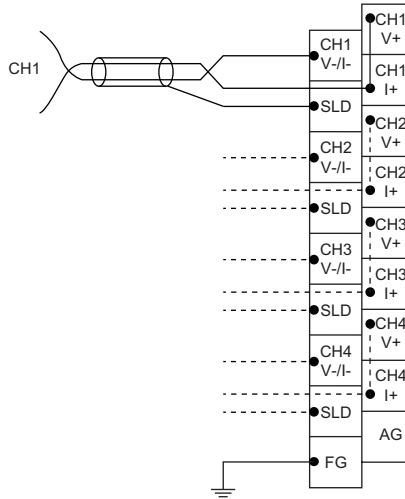 CH1
CH1
V-/I-
SLD
CH2
V-/I-
SLD
CH3
V-/I-
SLD
CH4
V-/I-
SLD
FG
CH1
V+
CH1
I+
CH2
V+
CH2
I+
CH3
V+
CH3
I+
CH4
V+
CH4
I+
AG